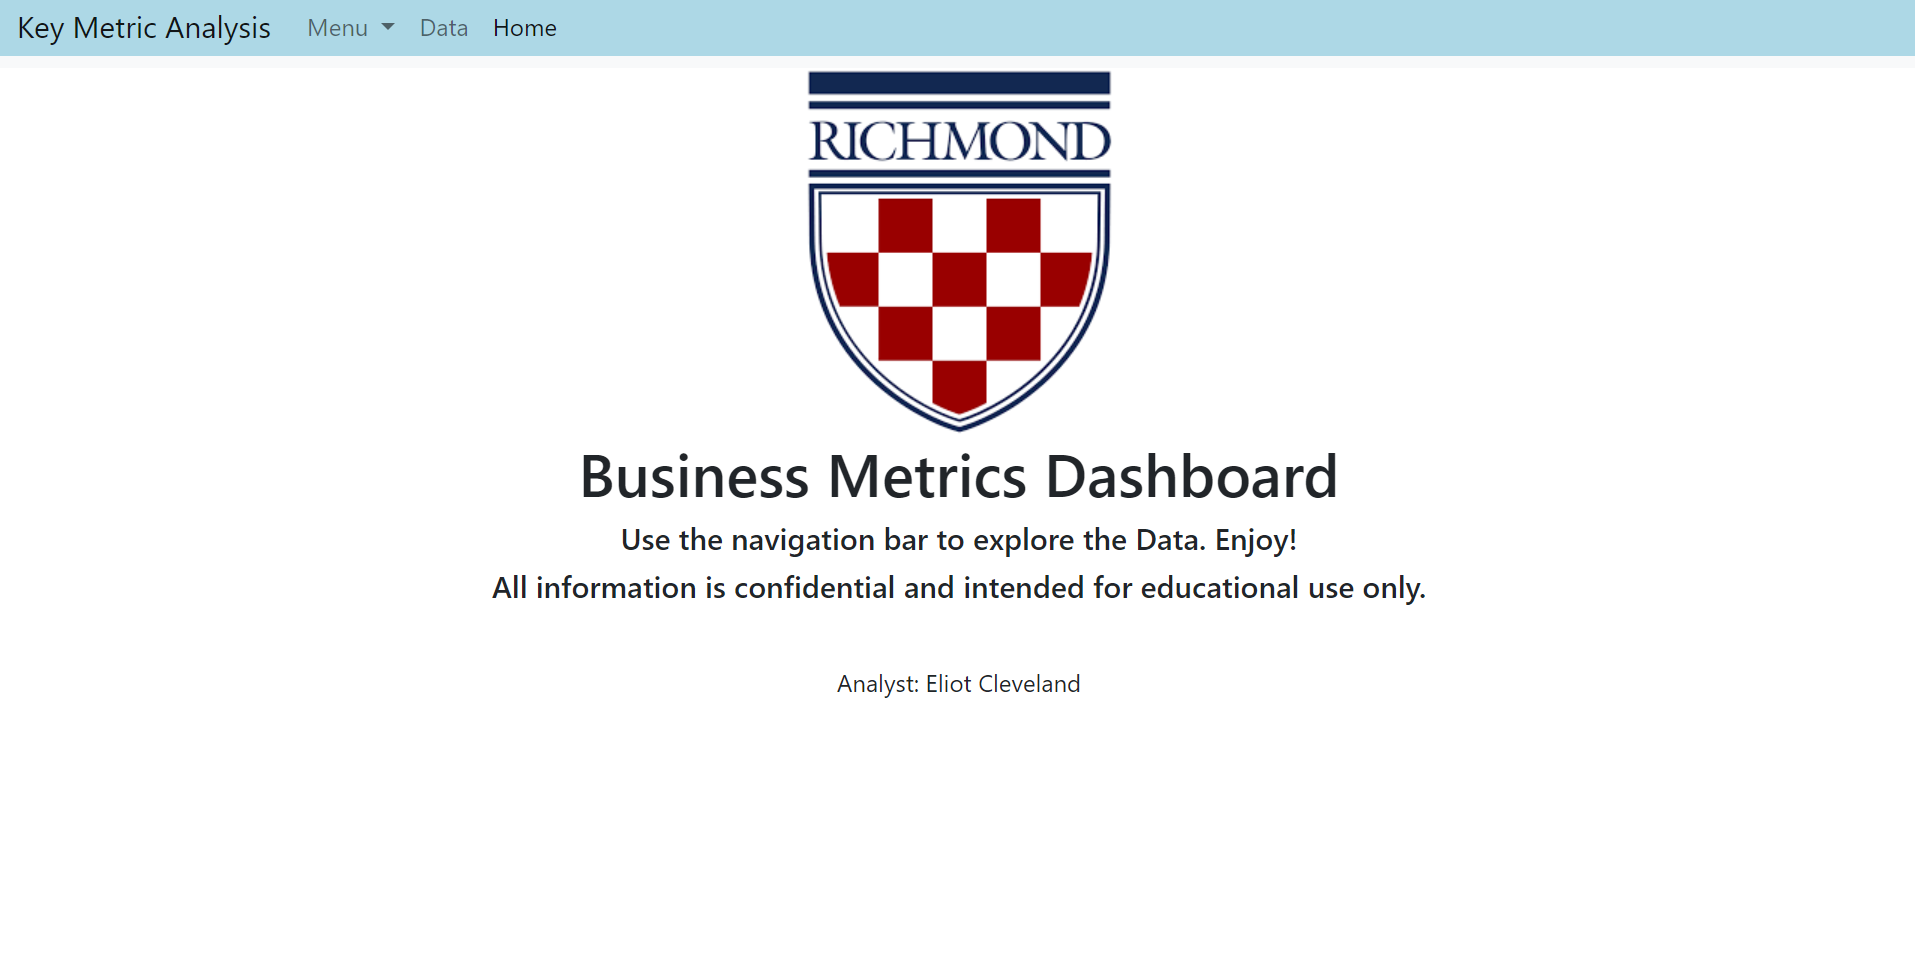 Key Metric Analysis Menu Data Home
RICHMOND
Business Metrics Dashboard
Use the navigation bar to explore the Data. Enjoy!
All information is confidential and intended for educational use only.
Analyst: Eliot Cleveland